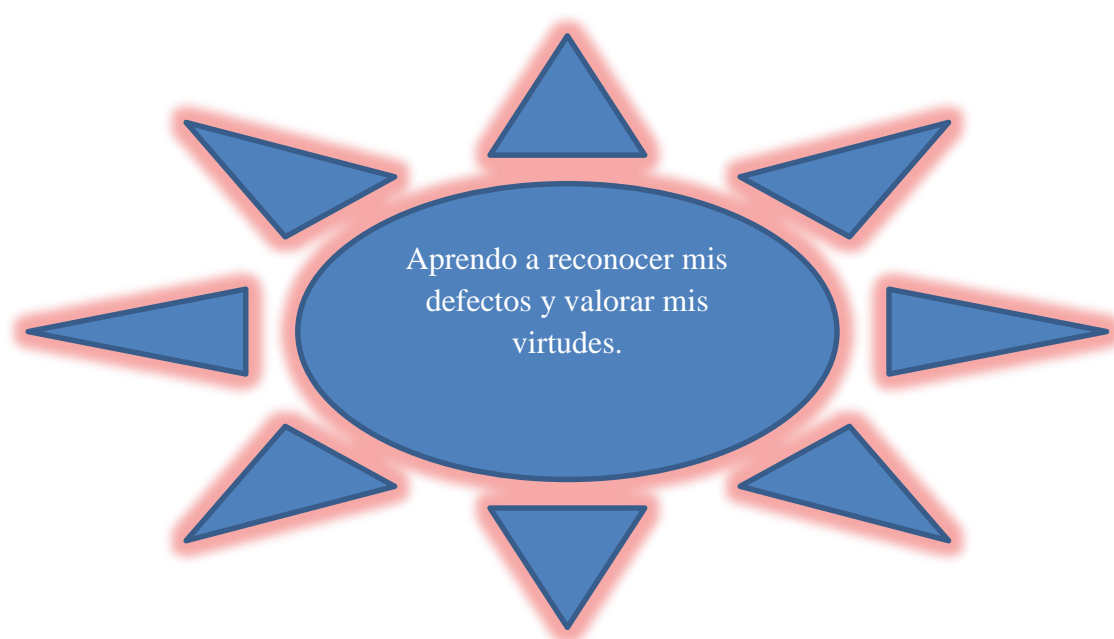 Aprendo a reconocer mis
defectos y valorar mis
virtudes.